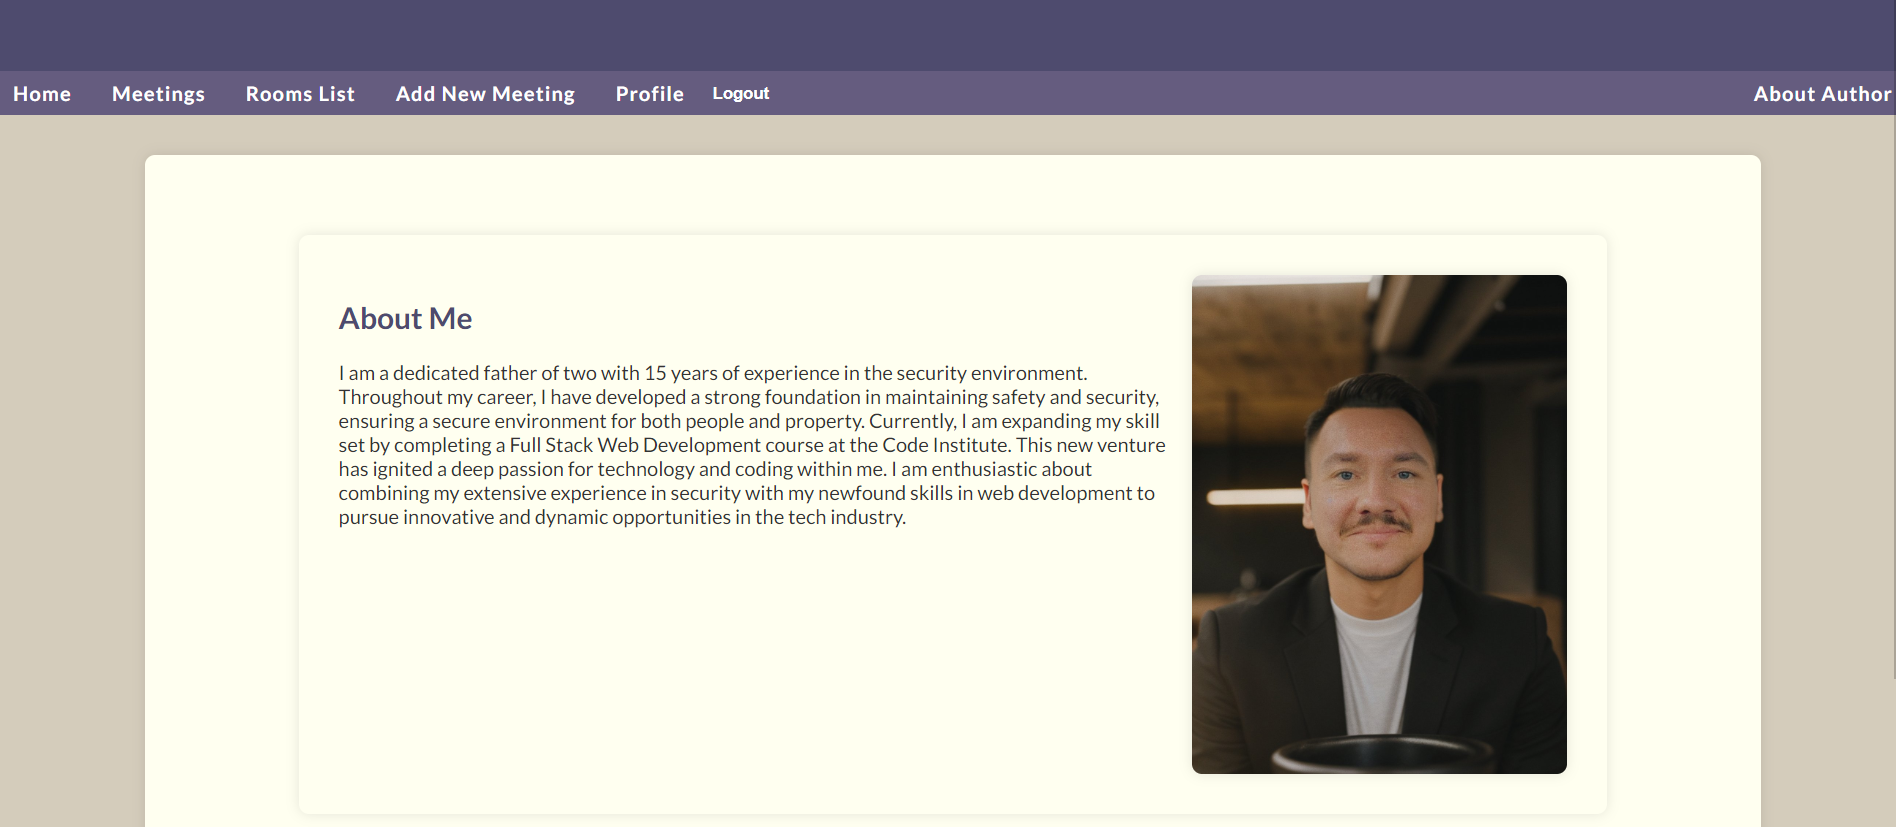 Home Meetings Rooms List Add New Meeting Profile Logout About Author
About Me
I am a dedicated father of two with 15 years of experience in the security environment.
Throughout my career, I have developed a strong foundation in maintaining safety and security,
ensuring a secure environment for both people and property. Currently, I am expanding my skill
set by completing a Full Stack Web Development course at the Code Institute. This new venture
has ignited a deep passion for technology and coding within me. I am enthusiastic about
combining my extensive experience in security with my newfound skills in web development to
pursue innovative and dynamic opportunities in the tech industry.